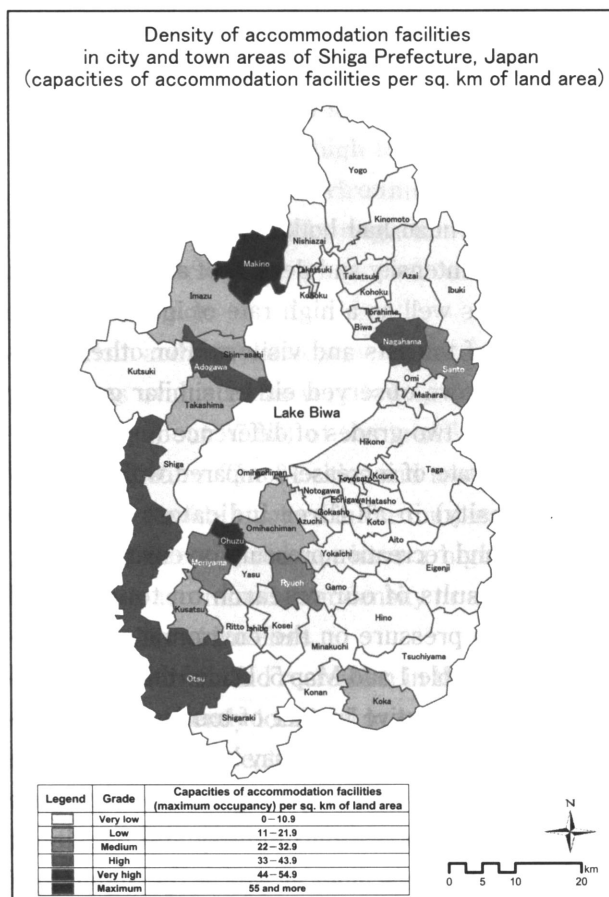 Density of accommodation facilities
in city and town areas of Shiga Prefecture, Japan
(capacities of accommodation facilities per sq. km of land area)
Yogo
Kinomoto
Nishiazai
Makino
Takatsuki
Takatsuki
Azai
Kohoku
Ibuki
Imazu
Torahime
Biwa
Nagahama
Shin-asahi
Adogawa
Santo
Kutsuki
Omi
Maihara
Takashima
Lake Biwa
Hikone
Shiga
Taga
Omihachiman
Toyosato
Koura
Notogawa
Echigawa
Hatasho
Gokasho
Azuchi
Koto
Omihachiman
Chuzu
Aito
Moriyama
Yokaichi
Eigenji
Yasu
Ryuoh
Gamo
Kusatsu
Hino
Ritto
Ishibe
Kosei
Minakuchi
Tsuchiyama
Otsu
Konan
Koka
Shigaraki
Legend
Grade
Capacities of accommodation facilities
(maximum occupancy) per sq. km of land area
Very low
0－10.9
Low
11－21.9
Medium
22－32.9
High
33－43.9
Very high
44－54.9
Maximum
55 and more
N
0 5 10 20
km